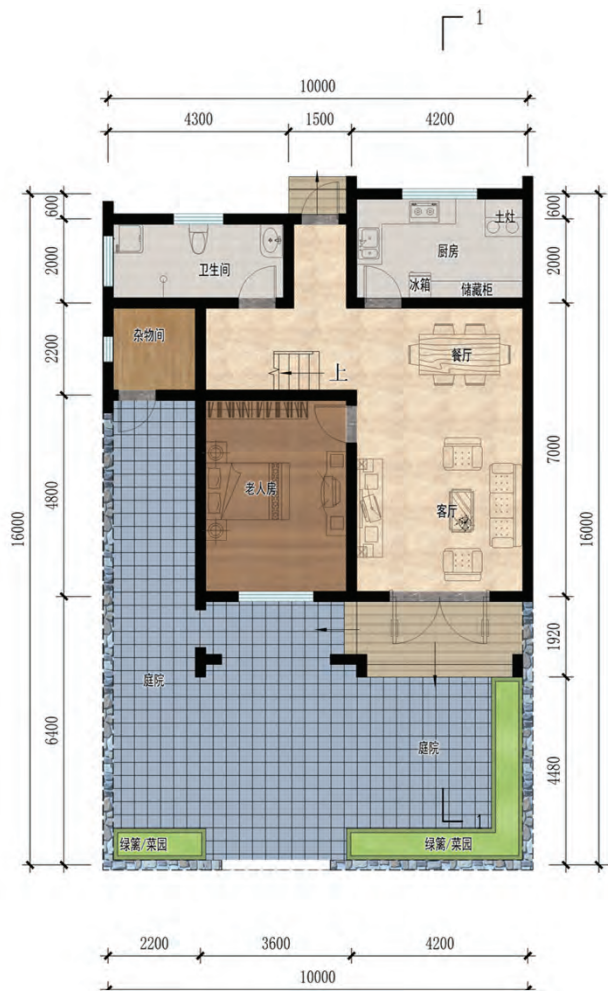 1
10000
4300
1500
4200
600
600
土灶
2000
卫生间
厨房
2000
冰箱
储藏柜
2200
杂物间
餐厅
上
7000
老人房
4800
客厅
16000
16000
1920
庭院
6400
庭院
4480
1
绿篱/菜园
绿篱/菜园
2200
3600
4200
10000